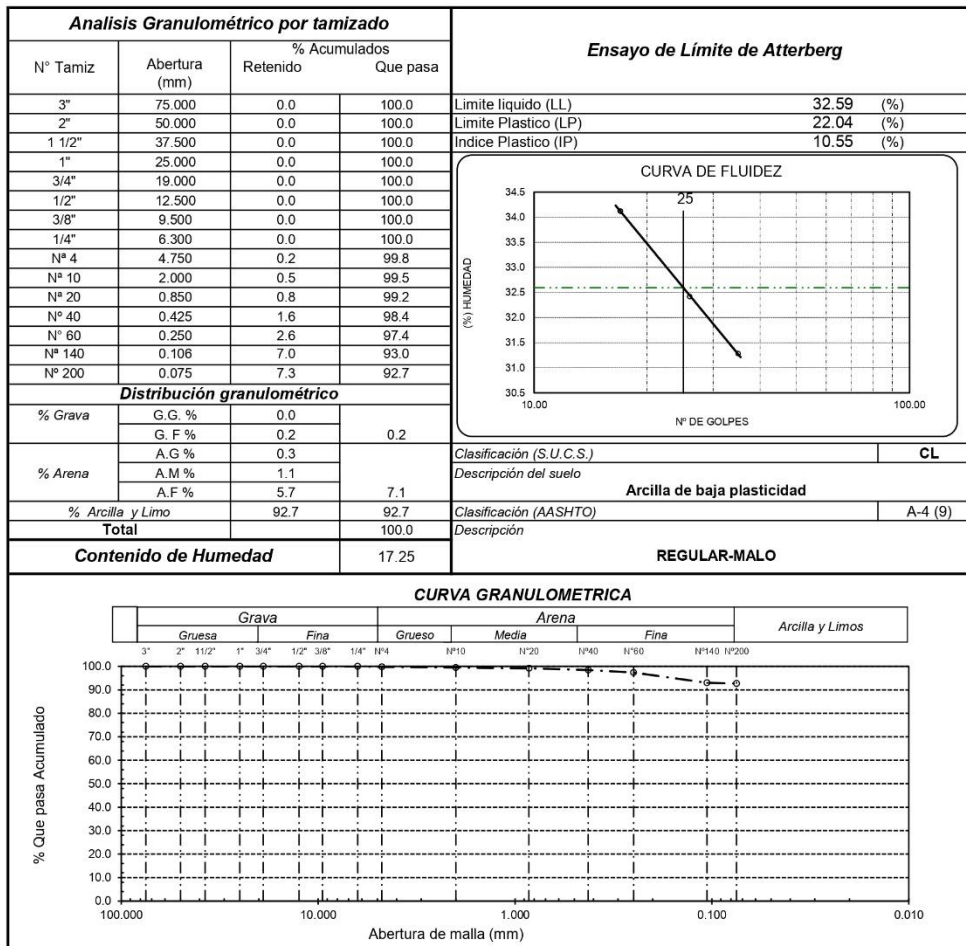 Analisis Granulométrico por tamizado
N° Tamiz Abertura (mm) % Acumulados
Retenido Que pasa
3" 75.000 0.0 100.0
2" 50.000 0.0 100.0
1 1/2" 37.500 0.0 100.0
1" 25.000 0.0 100.0
3/4" 19.000 0.0 100.0
1/2" 12.500 0.0 100.0
3/8" 9.500 0.0 100.0
1/4" 6.300 0.0 100.0
Nª 4 4.750 0.2 99.8
Nª 10 2.000 0.5 99.5
Nª 20 0.850 0.8 99.2
Nº 40 0.425 1.6 98.4
N° 60 0.250 2.6 97.4
Nª 140 0.106 7.0 93.0
Nº 200 0.075 7.3 92.7
Distribución granulométrico
% Grava G.G. % 0.0
G. F % 0.2 0.2
% Arena A.G % 0.3
A.M % 1.1
A.F % 5.7 7.1
% Arcilla y Limo 92.7 92.7
Total 100.0
Contenido de Humedad 17.25
Ensayo de Límite de Atterberg
Limite liquido (LL) 32.59 (%)
Limite Plastico (LP) 22.04 (%)
Indice Plastico (IP) 10.55 (%)
CURVA DE FLUIDEZ
25
34.5
34.0
33.5
33.0
32.5
32.0
31.5
31.0
30.5
(%) HUMEDAD
10.00 100.00
Nº DE GOLPES
Clasificación (S.U.C.S.) CL
Descripción del suelo
Arcilla de baja plasticidad
Clasificación (AASHTO) A-4 (9)
Descripción
REGULAR-MALO
CURVA GRANULOMETRICA
Grava Arena Arcilla y Limos
Gruesa Fina Grueso Media Fina
3" 2" 11/2" 1" 3/4" 1/2" 3/8" 1/4" Nº4 Nº10 Nº20 Nº40 Nº60 Nº140 Nº200
100.0
90.0
80.0
70.0
60.0
50.0
40.0
30.0
20.0
10.0
0.0
% Que pasa Acumulado
100.000 10.000 1.000 0.100 0.010
Abertura de malla (mm)